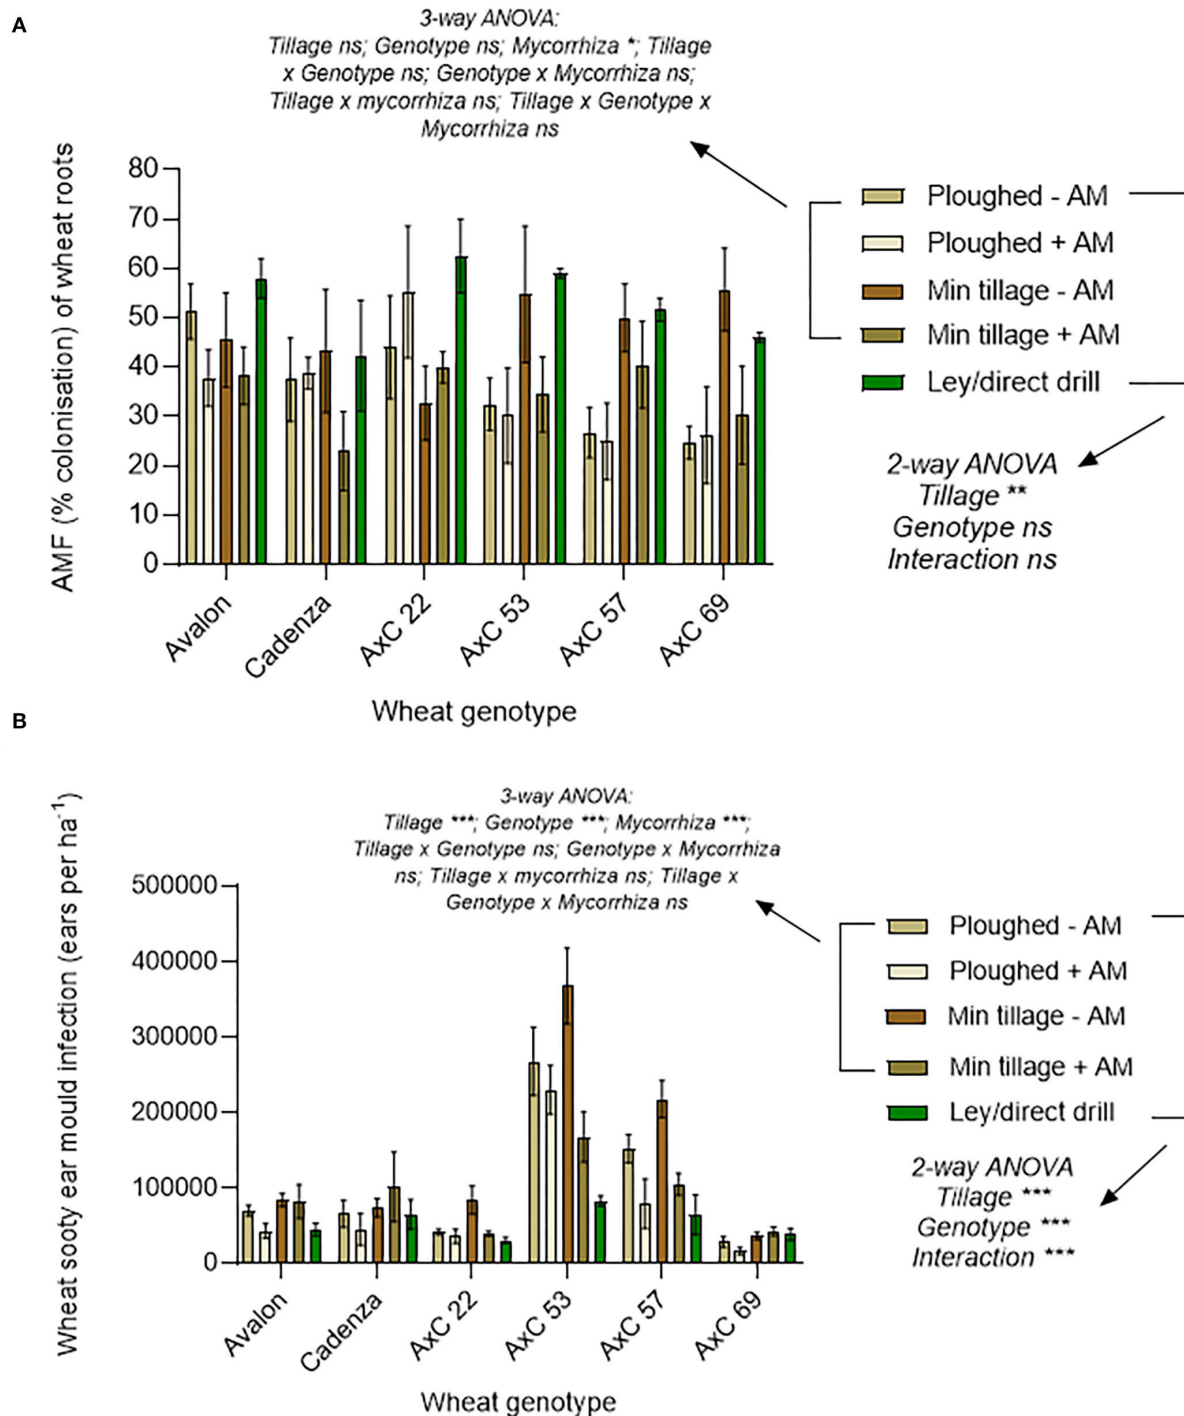 A
3-way ANOVA:
Tillage ns; Genotype ns; Mycorrhiza *; Tillage
x Genotype ns; Genotype x Mycorrhiza ns;
Tillage x mycorrhiza ns; Tillage x Genotype x
Mycorrhiza ns
AMF (% colonisation) of wheat roots
80
70
60
50
40
30
20
10
0
Avalon
Cadenza
AxC 22
AxC 53
AxC 57
AxC 69
Wheat genotype
Ploughed - AM
Ploughed + AM
Min tillage - AM
Min tillage + AM
Ley/direct drill
2-way ANOVA
Tillage **
Genotype ns
Interaction ns
B
3-way ANOVA:
Tillage ***; Genotype ***; Mycorrhiza ***;
Tillage x Genotype ns; Genotype x Mycorrhiza
ns; Tillage x mycorrhiza ns; Tillage x
Genotype x Mycorrhiza ns
Wheat sooty ear mould infection (ears per ha⁻¹)
500000
400000
300000
200000
100000
0
Avalon
Cadenza
AxC 22
AxC 53
AxC 57
AxC 69
Wheat genotype
Ploughed - AM
Ploughed + AM
Min tillage - AM
Min tillage + AM
Ley/direct drill
2-way ANOVA
Tillage ***
Genotype ***
Interaction ***